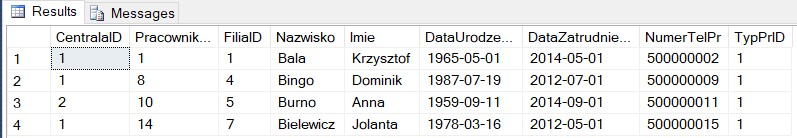 Results Messages
CentralaID Pracownik... FiliaID Nazwisko Imie DataUrodze... DataZatrudnie... NumerTelPr TypPrID
1 1 1 1 Bala Krzysztof 1965-05-01 2014-05-01 500000002 1
2 1 8 4 Bingo Dominik 1987-07-19 2012-07-01 500000009 1
3 2 10 5 Burno Anna 1959-09-11 2014-09-01 500000011 1
4 1 14 7 Bielewicz Jolanta 1978-03-16 2012-05-01 500000015 1